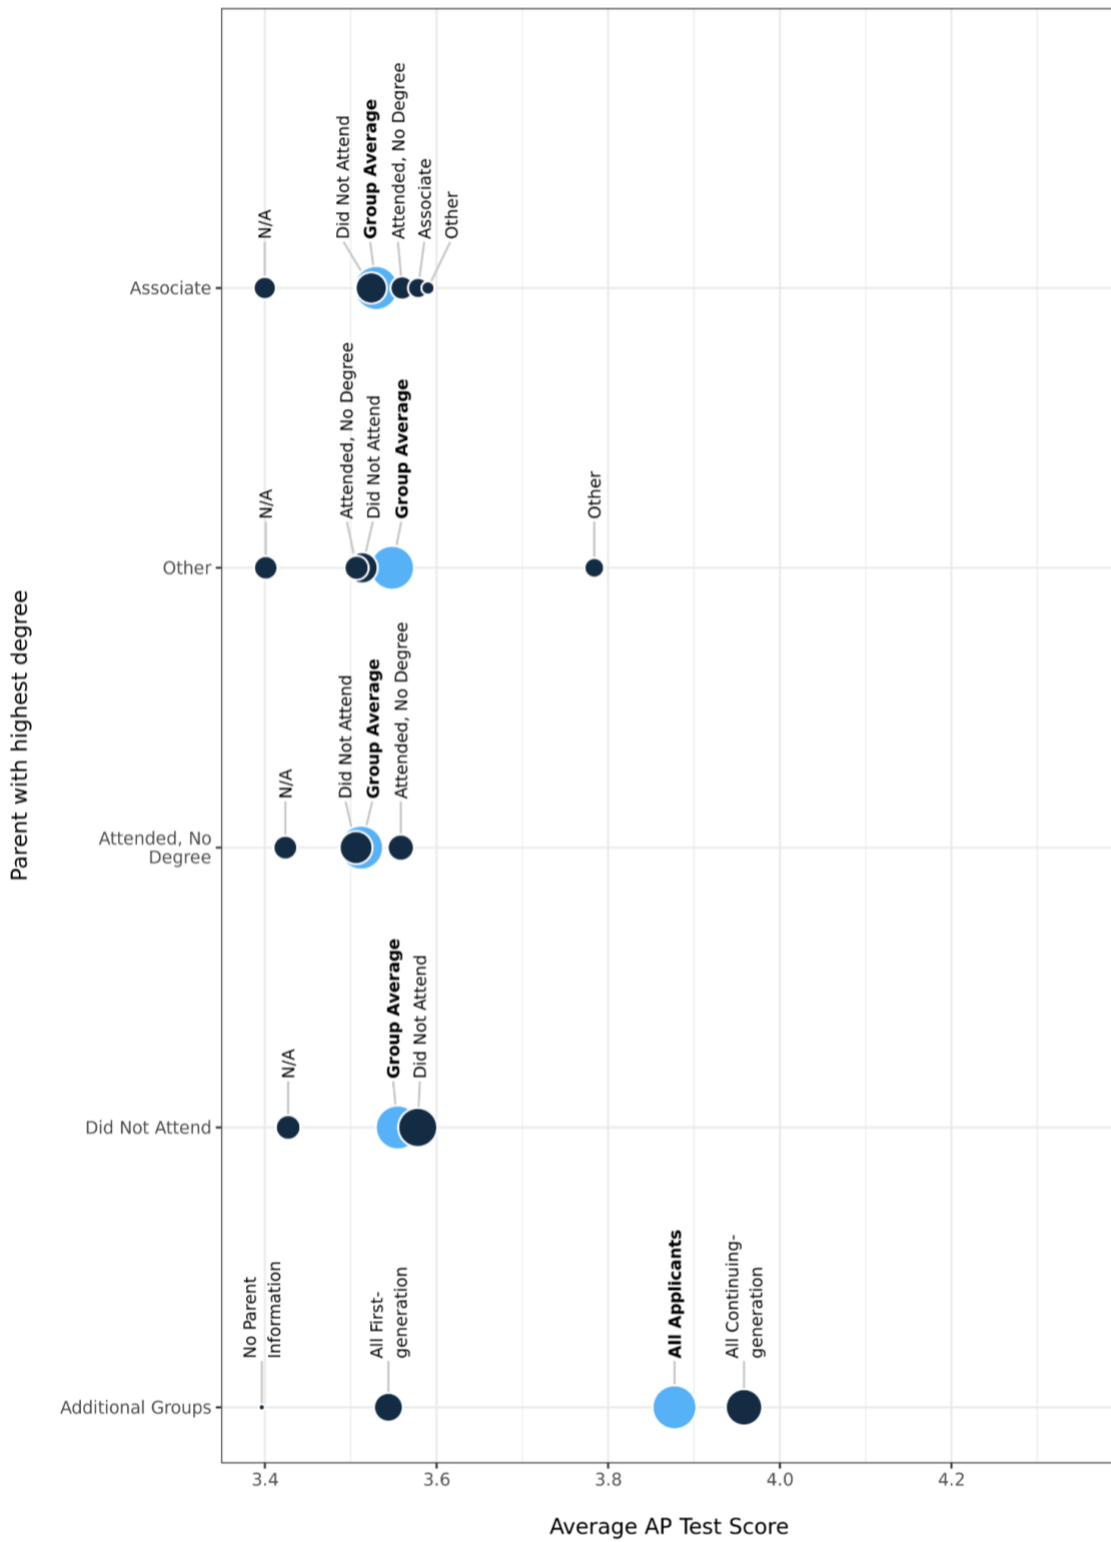 Did Not Attend
Group Average
Attended, No Degree
Associate
Other
N/A
Associate
Attended, No Degree
Did Not Attend
Group Average
N/A
Other
Other
Did Not Attend
Group Average
Attended, No Degree
N/A
Attended, No
Degree
Group Average
Did Not Attend
N/A
Did Not Attend
No Parent
Information
All First-
generation
All Applicants
All Continuing-
generation
Additional Groups
3.4
3.6
3.8
4.0
4.2
Average AP Test Score
Parent with highest degree